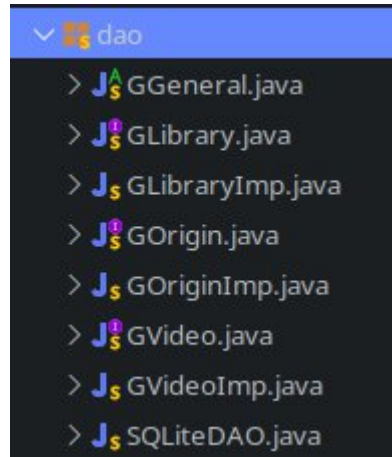 dao
GGeneral.java
GLibrary.java
GLibraryImp.java
GOrigin.java
GOriginImp.java
GVideo.java
GVideoImp.java
SQLiteDAO.java